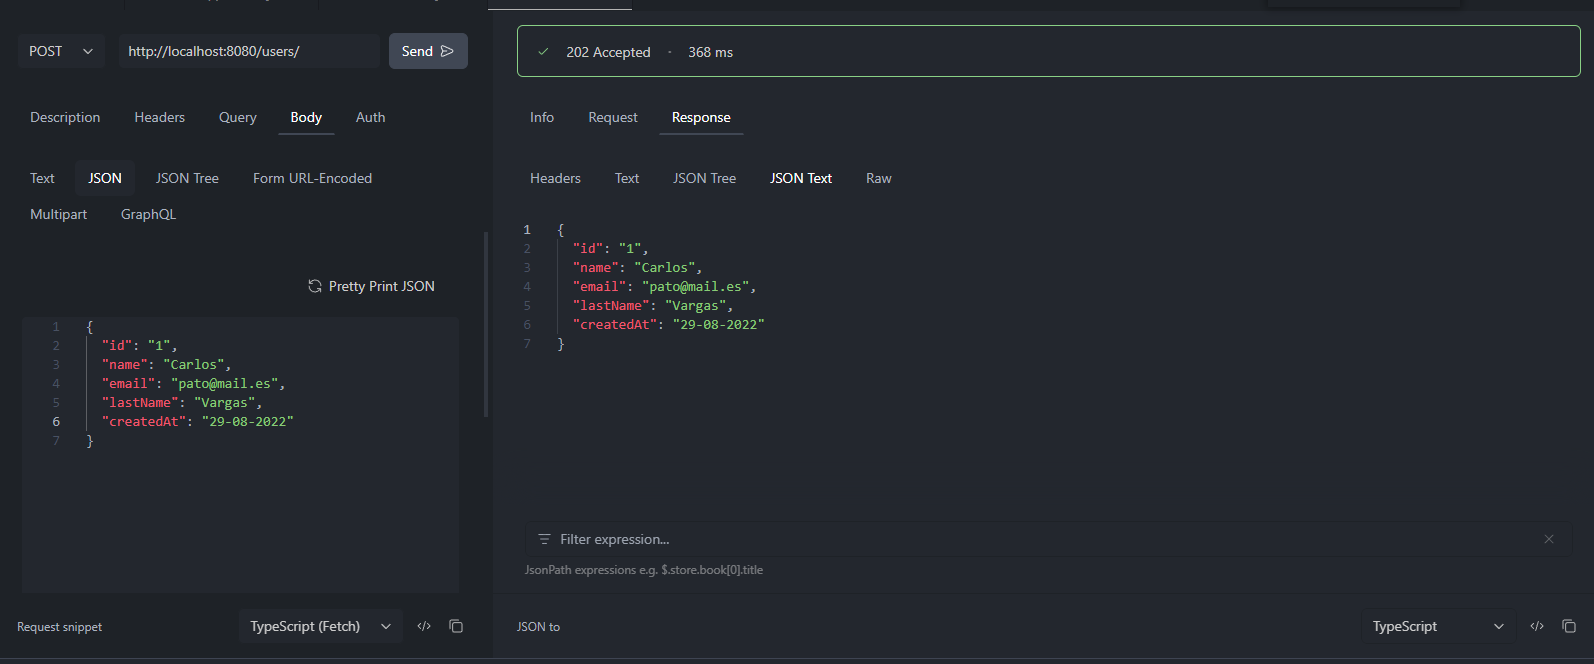 POST
http://localhost:8080/users/
Send
Description Headers Query Body Auth
Text JSON JSON Tree Form URL-Encoded
Multipart GraphQL
Pretty Print JSON
1 {
2 "id": "1",
3 "name": "Carlos",
4 "email": "pato@mail.es",
5 "lastName": "Vargas",
6 "createdAt": "29-08-2022"
7 }
Request snippet
TypeScript (Fetch)
202 Accepted · 368 ms
Info Request Response
Headers Text JSON Tree JSON Text Raw
1 {
2 "id": "1",
3 "name": "Carlos",
4 "email": "pato@mail.es",
5 "lastName": "Vargas",
6 "createdAt": "29-08-2022"
7 }
Filter expression...
JsonPath expressions e.g. $.store.book[0].title
JSON to
TypeScript